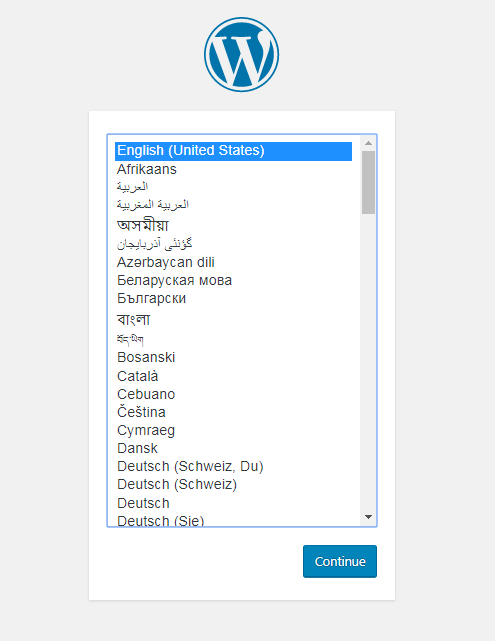 English (United States)
Afrikaans
العربية
العربية المغربية
অসমীয়া
گؤنئی آذربایجان
Azərbaycan dili
Беларуская мова
Български
বাংলা
བོད་ཡིག
Bosanski
Català
Cebuano
Čeština
Cymraeg
Dansk
Deutsch (Schweiz, Du)
Deutsch (Schweiz)
Deutsch
Deutsch (Sie)
Continue